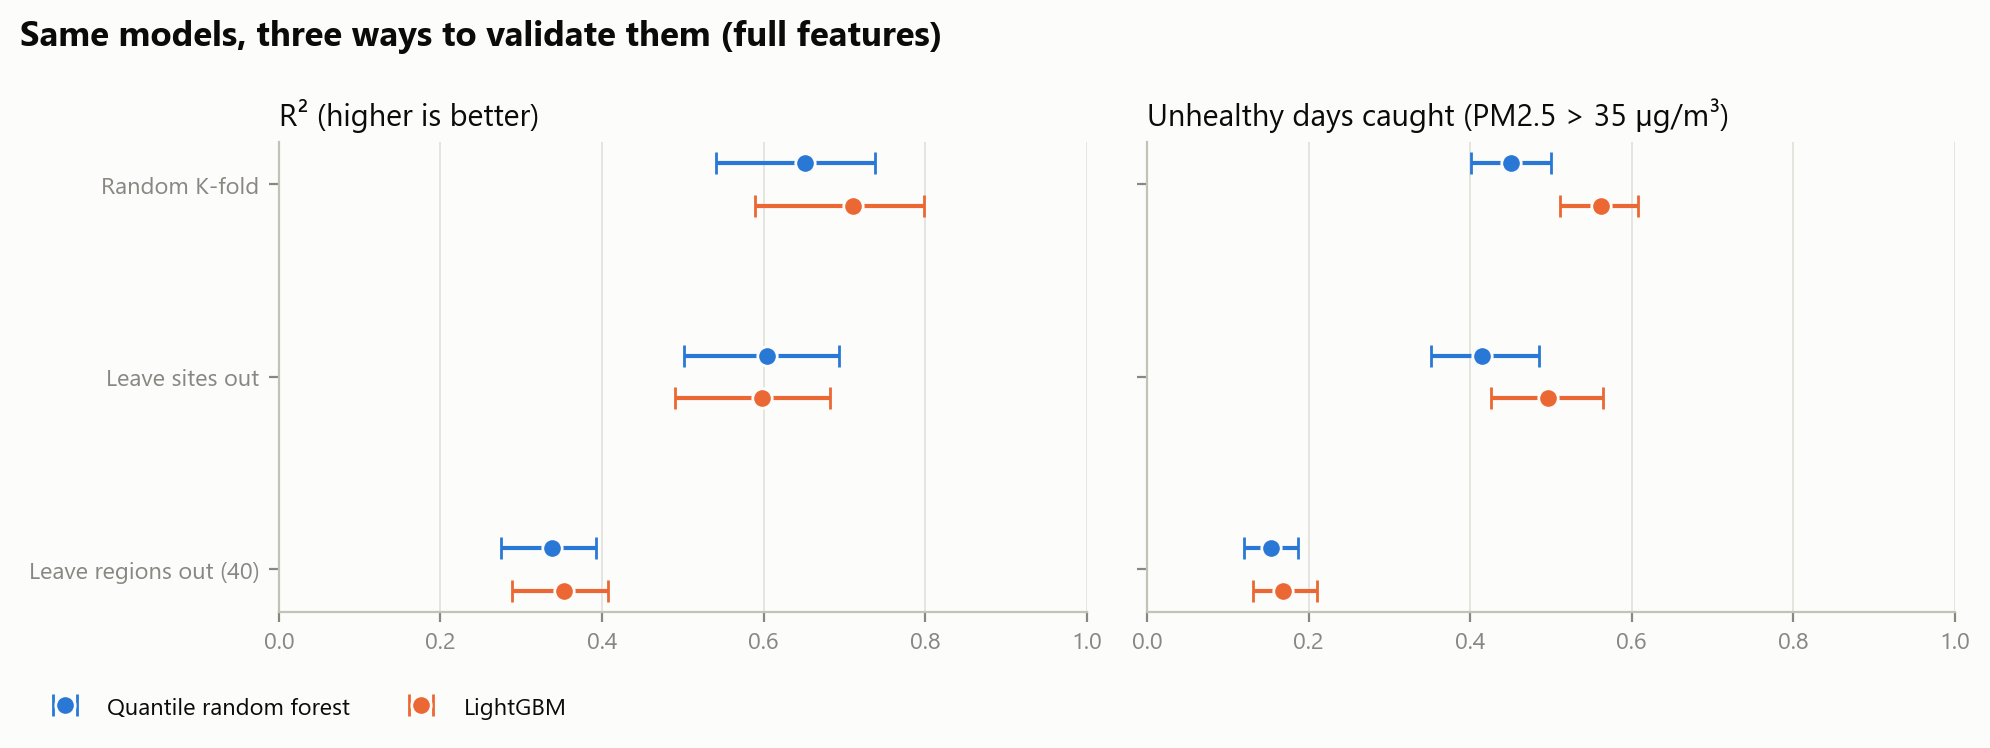 Same models, three ways to validate them (full features)
R² (higher is better)
Unhealthy days caught (PM2.5 > 35 µg/m³)
Random K-fold
Leave sites out
Leave regions out (40)
0.0 0.2 0.4 0.6 0.8 1.0
0.0 0.2 0.4 0.6 0.8 1.0
Quantile random forest
LightGBM